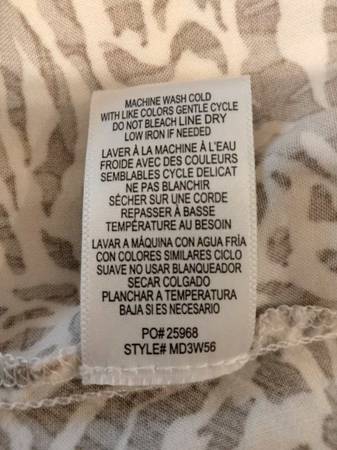 MACHINE WASH COLD
WITH LIKE COLORS GENTLE CYCLE
DO NOT BLEACH LINE DRY
LOW IRON IF NEEDED
LAVER À LA MACHINE À L'EAU
FROIDE AVEC DES COULEURS
SEMBLABLES CYCLE DELICAT
NE PAS BLANCHIR
SÉCHER SUR UNE CORDE
REPASSER À BASSE
TEMPÉRATURE AU BESOIN
LAVAR A MÁQUINA CON AGUA FRÍA
CON COLORES SIMILARES CICLO
SUAVE NO USAR BLANQUEADOR
SECAR COLGADO
PLANCHAR A TEMPERATURA
BAJA SI ES NECESARIO
PO# 25968
STYLE# MD3W56